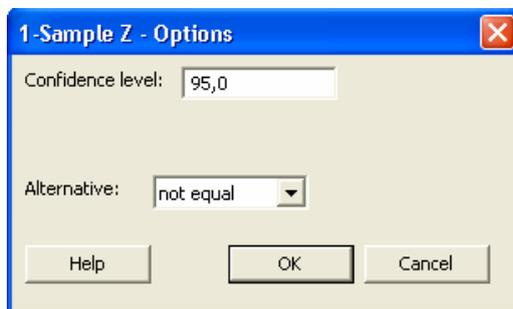 1-Sample Z - Options
Confidence level: 95,0
Alternative: not equal
Help OK Cancel